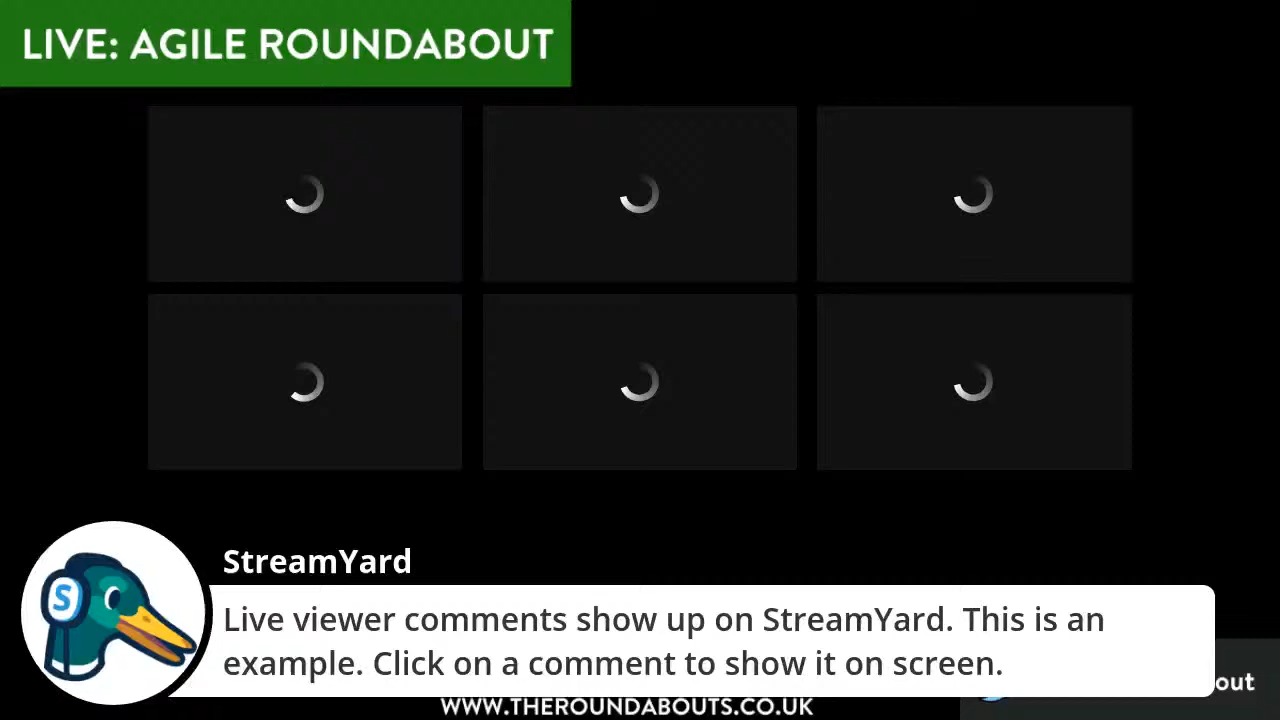 LIVE: AGILE ROUNDABOUT
StreamYard
S
Live viewer comments show up on StreamYard. This is an
example. Click on a comment to show it on screen.
out
WWW.THEROUNDABOUTS.CO.UK